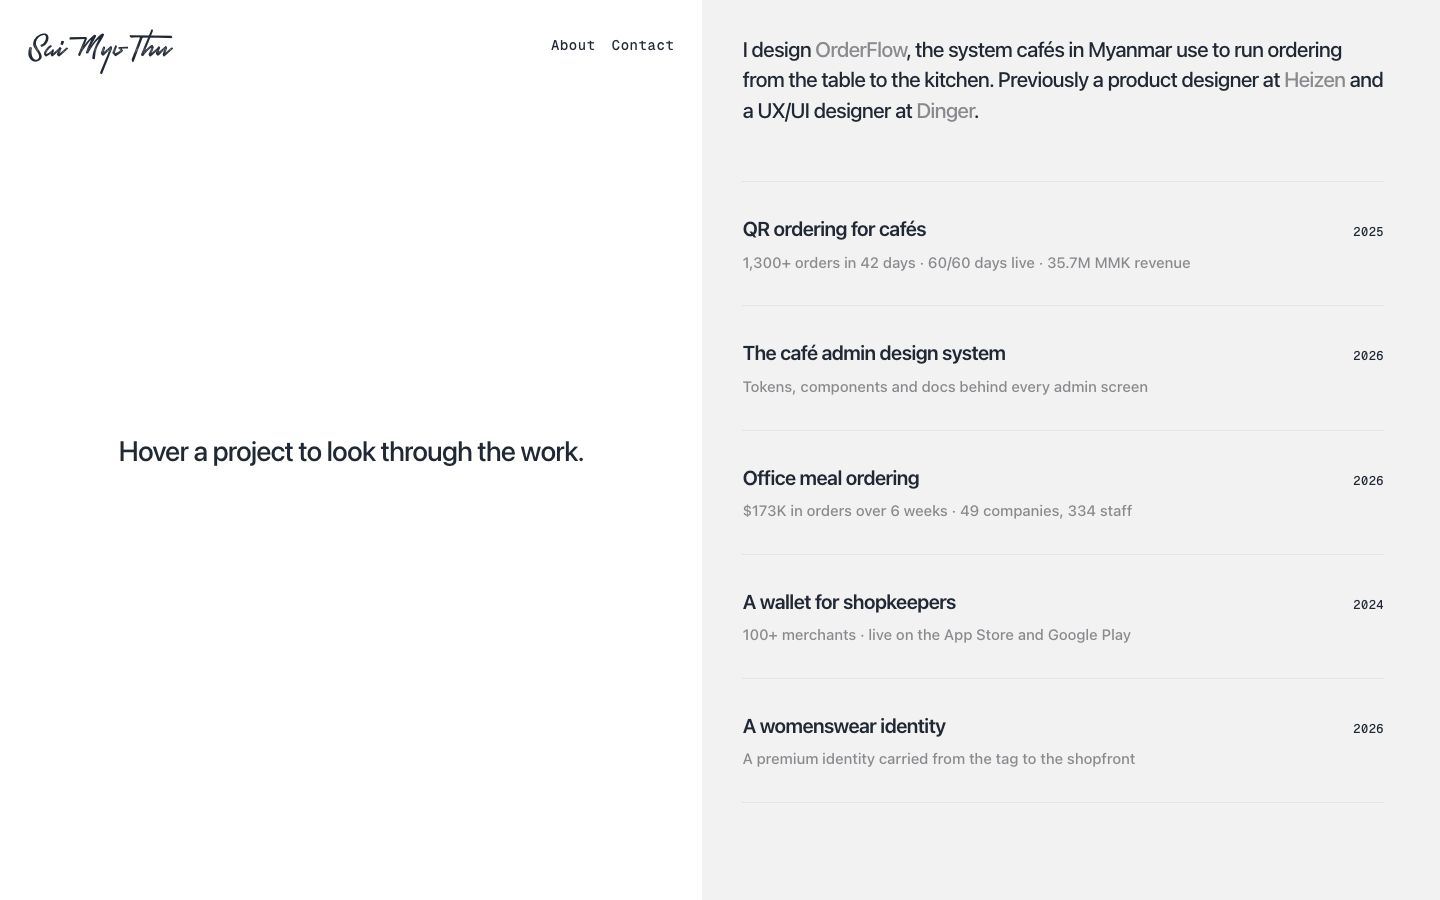 Sai Myo Thu
About Contact
Hover a project to look through the work.
I design OrderFlow, the system cafés in Myanmar use to run ordering
from the table to the kitchen. Previously a product designer at Heizen and
a UX/UI designer at Dinger.
QR ordering for cafés 2025
1,300+ orders in 42 days · 60/60 days live · 35.7M MMK revenue
The café admin design system 2026
Tokens, components and docs behind every admin screen
Office meal ordering 2026
$173K in orders over 6 weeks · 49 companies, 334 staff
A wallet for shopkeepers 2024
100+ merchants · live on the App Store and Google Play
A womenswear identity 2026
A premium identity carried from the tag to the shopfront